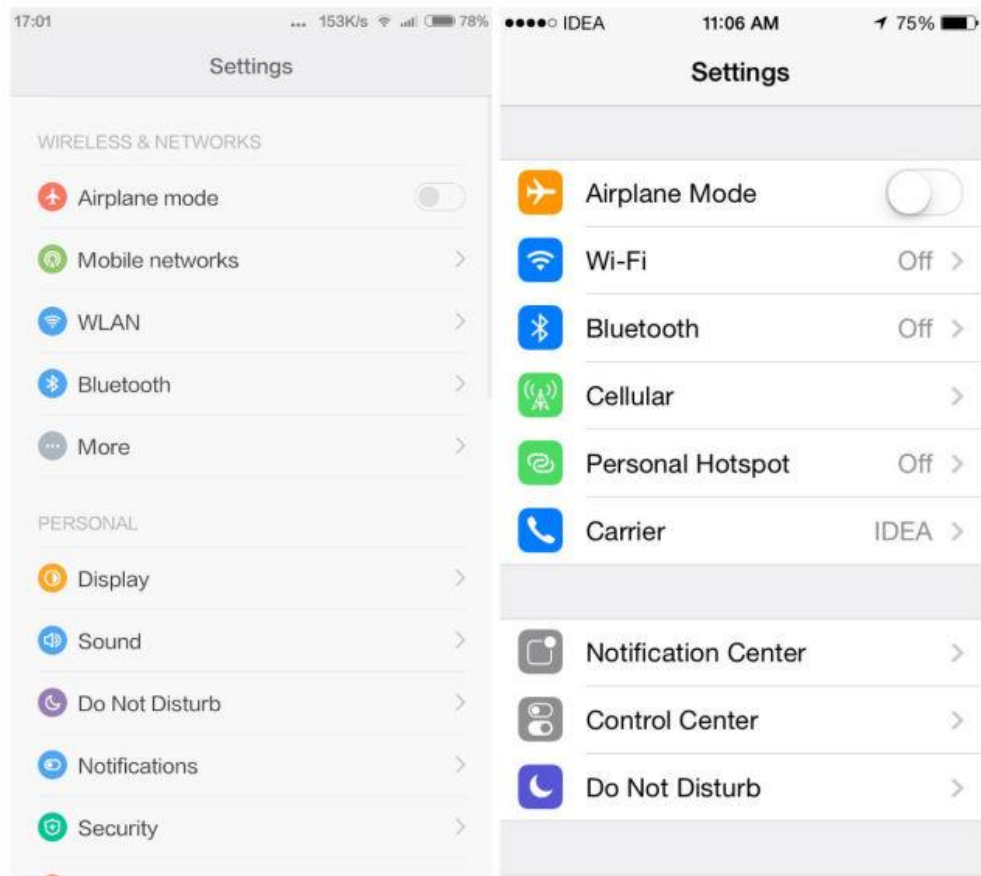 17:01 ... 153K/s 78%
Settings
WIRELESS & NETWORKS
Airplane mode
Mobile networks
WLAN
Bluetooth
More
PERSONAL
Display
Sound
Do Not Disturb
Notifications
Security
IDEA 11:06 AM 75%
Settings
Airplane Mode
Wi-Fi Off
Bluetooth Off
Cellular
Personal Hotspot Off
Carrier IDEA
Notification Center
Control Center
Do Not Disturb